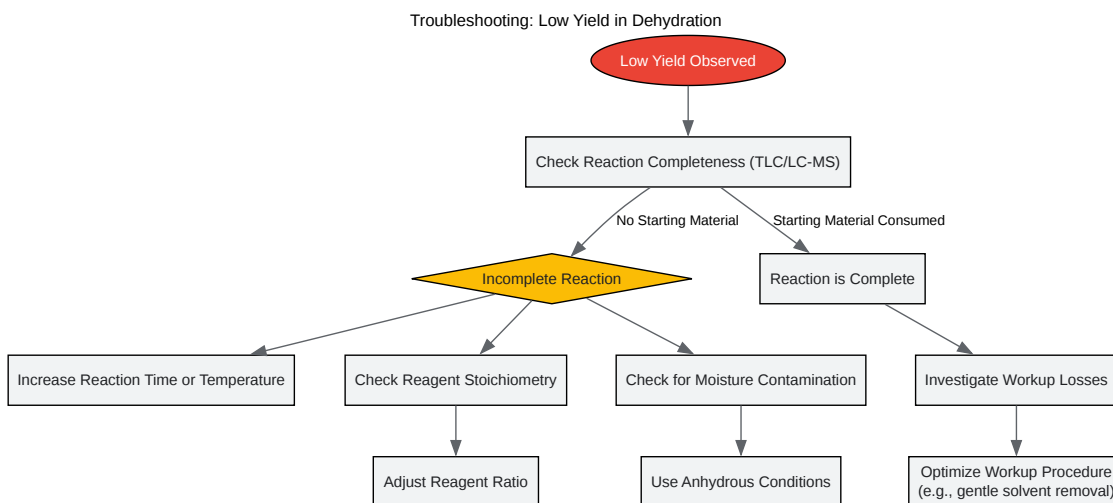 Troubleshooting: Low Yield in Dehydration
Low Yield Observed
Check Reaction Completeness (TLC/LC-MS)
No Starting Material
Starting Material Consumed
Incomplete Reaction
Reaction is Complete
Increase Reaction Time or Temperature
Check Reagent Stoichiometry
Check for Moisture Contamination
Investigate Workup Losses
Adjust Reagent Ratio
Use Anhydrous Conditions
Optimize Workup Procedure
(e.g., gentle solvent removal)